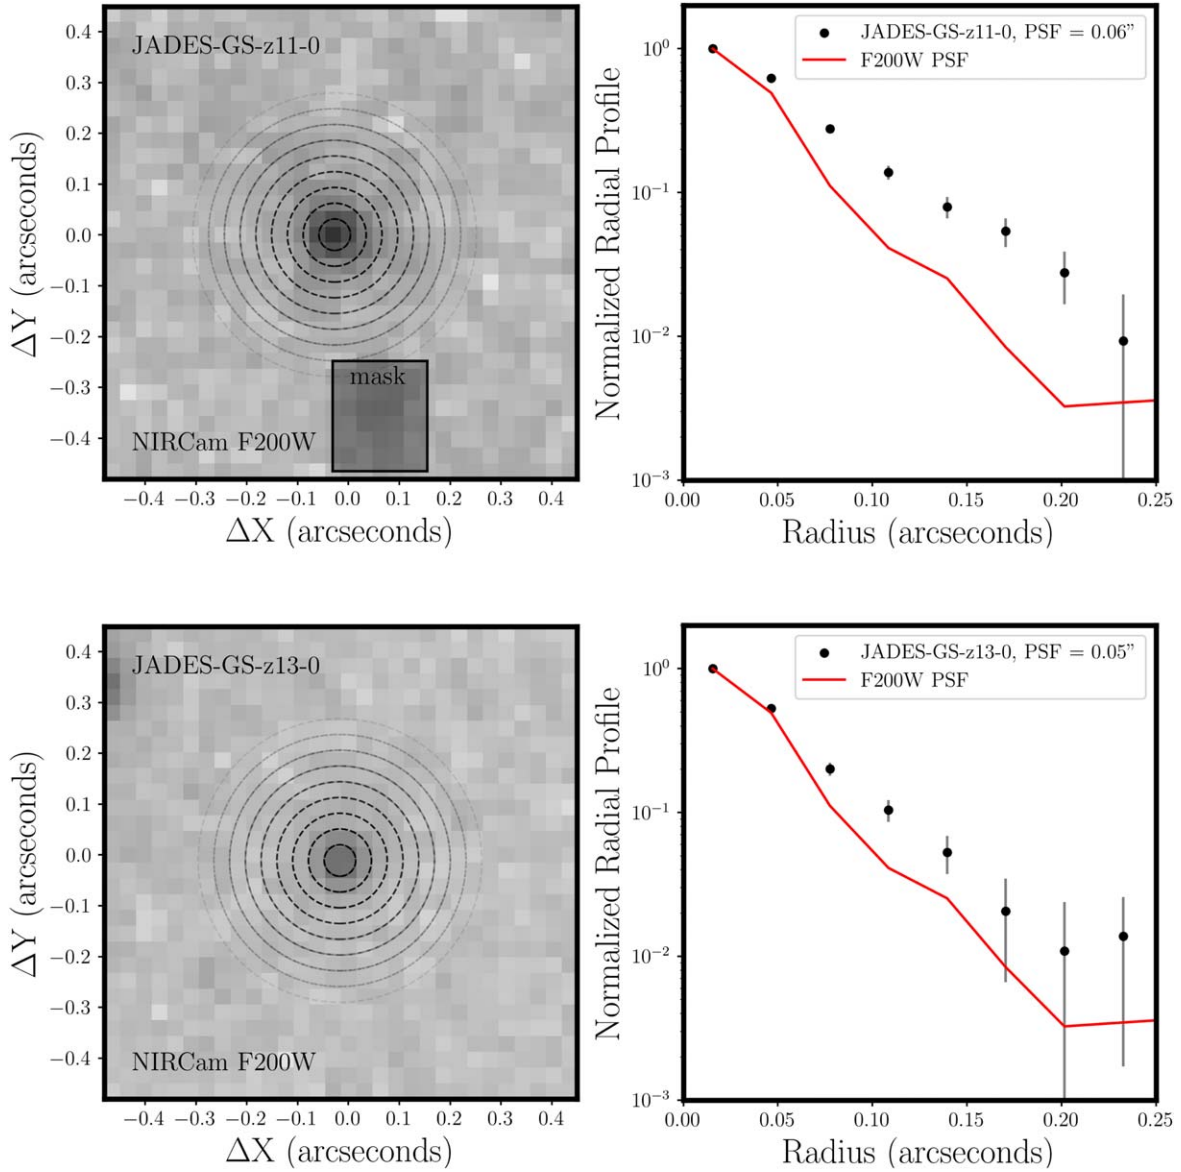 JADES-GS-z11-0
mask
NIRCam F200W
0.4
0.3
0.2
0.1
0.0
−0.1
−0.2
−0.3
−0.4
ΔY (arcseconds)
−0.4 −0.3 −0.2 −0.1 0.0 0.1 0.2 0.3 0.4
ΔX (arcseconds)
JADES-GS-z11-0, PSF = 0.06”
F200W PSF
10⁰
10⁻¹
10⁻²
10⁻³
Normalized Radial Profile
0.00 0.05 0.10 0.15 0.20 0.25
Radius (arcseconds)
JADES-GS-z13-0
NIRCam F200W
0.4
0.3
0.2
0.1
0.0
−0.1
−0.2
−0.3
−0.4
ΔY (arcseconds)
−0.4 −0.3 −0.2 −0.1 0.0 0.1 0.2 0.3 0.4
ΔX (arcseconds)
JADES-GS-z13-0, PSF = 0.05”
F200W PSF
10⁰
10⁻¹
10⁻²
10⁻³
Normalized Radial Profile
0.00 0.05 0.10 0.15 0.20 0.25
Radius (arcseconds)